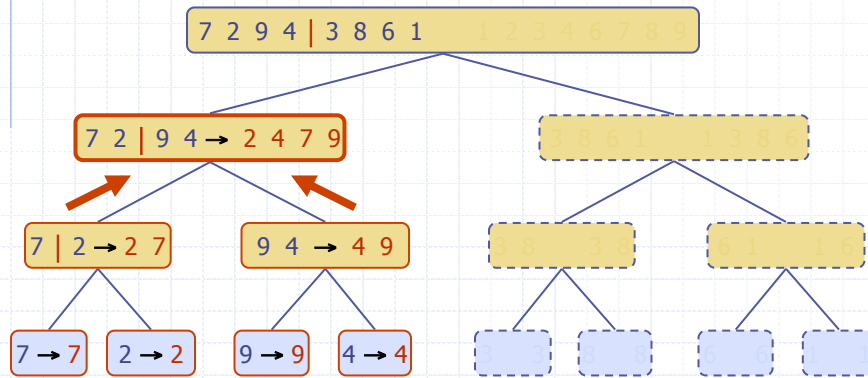 7 2 9 4 | 3 8 6 1 1 2 3 4 6 7 8 9
7 2 | 9 4 → 2 4 7 9
3 8 6 1 1 3 8 6
7 | 2 → 2 7
9 4 → 4 9
3 8 3 8
6 1 1 6
7 → 7
2 → 2
9 → 9
4 → 4
3 3
8 8
6 6
1 1